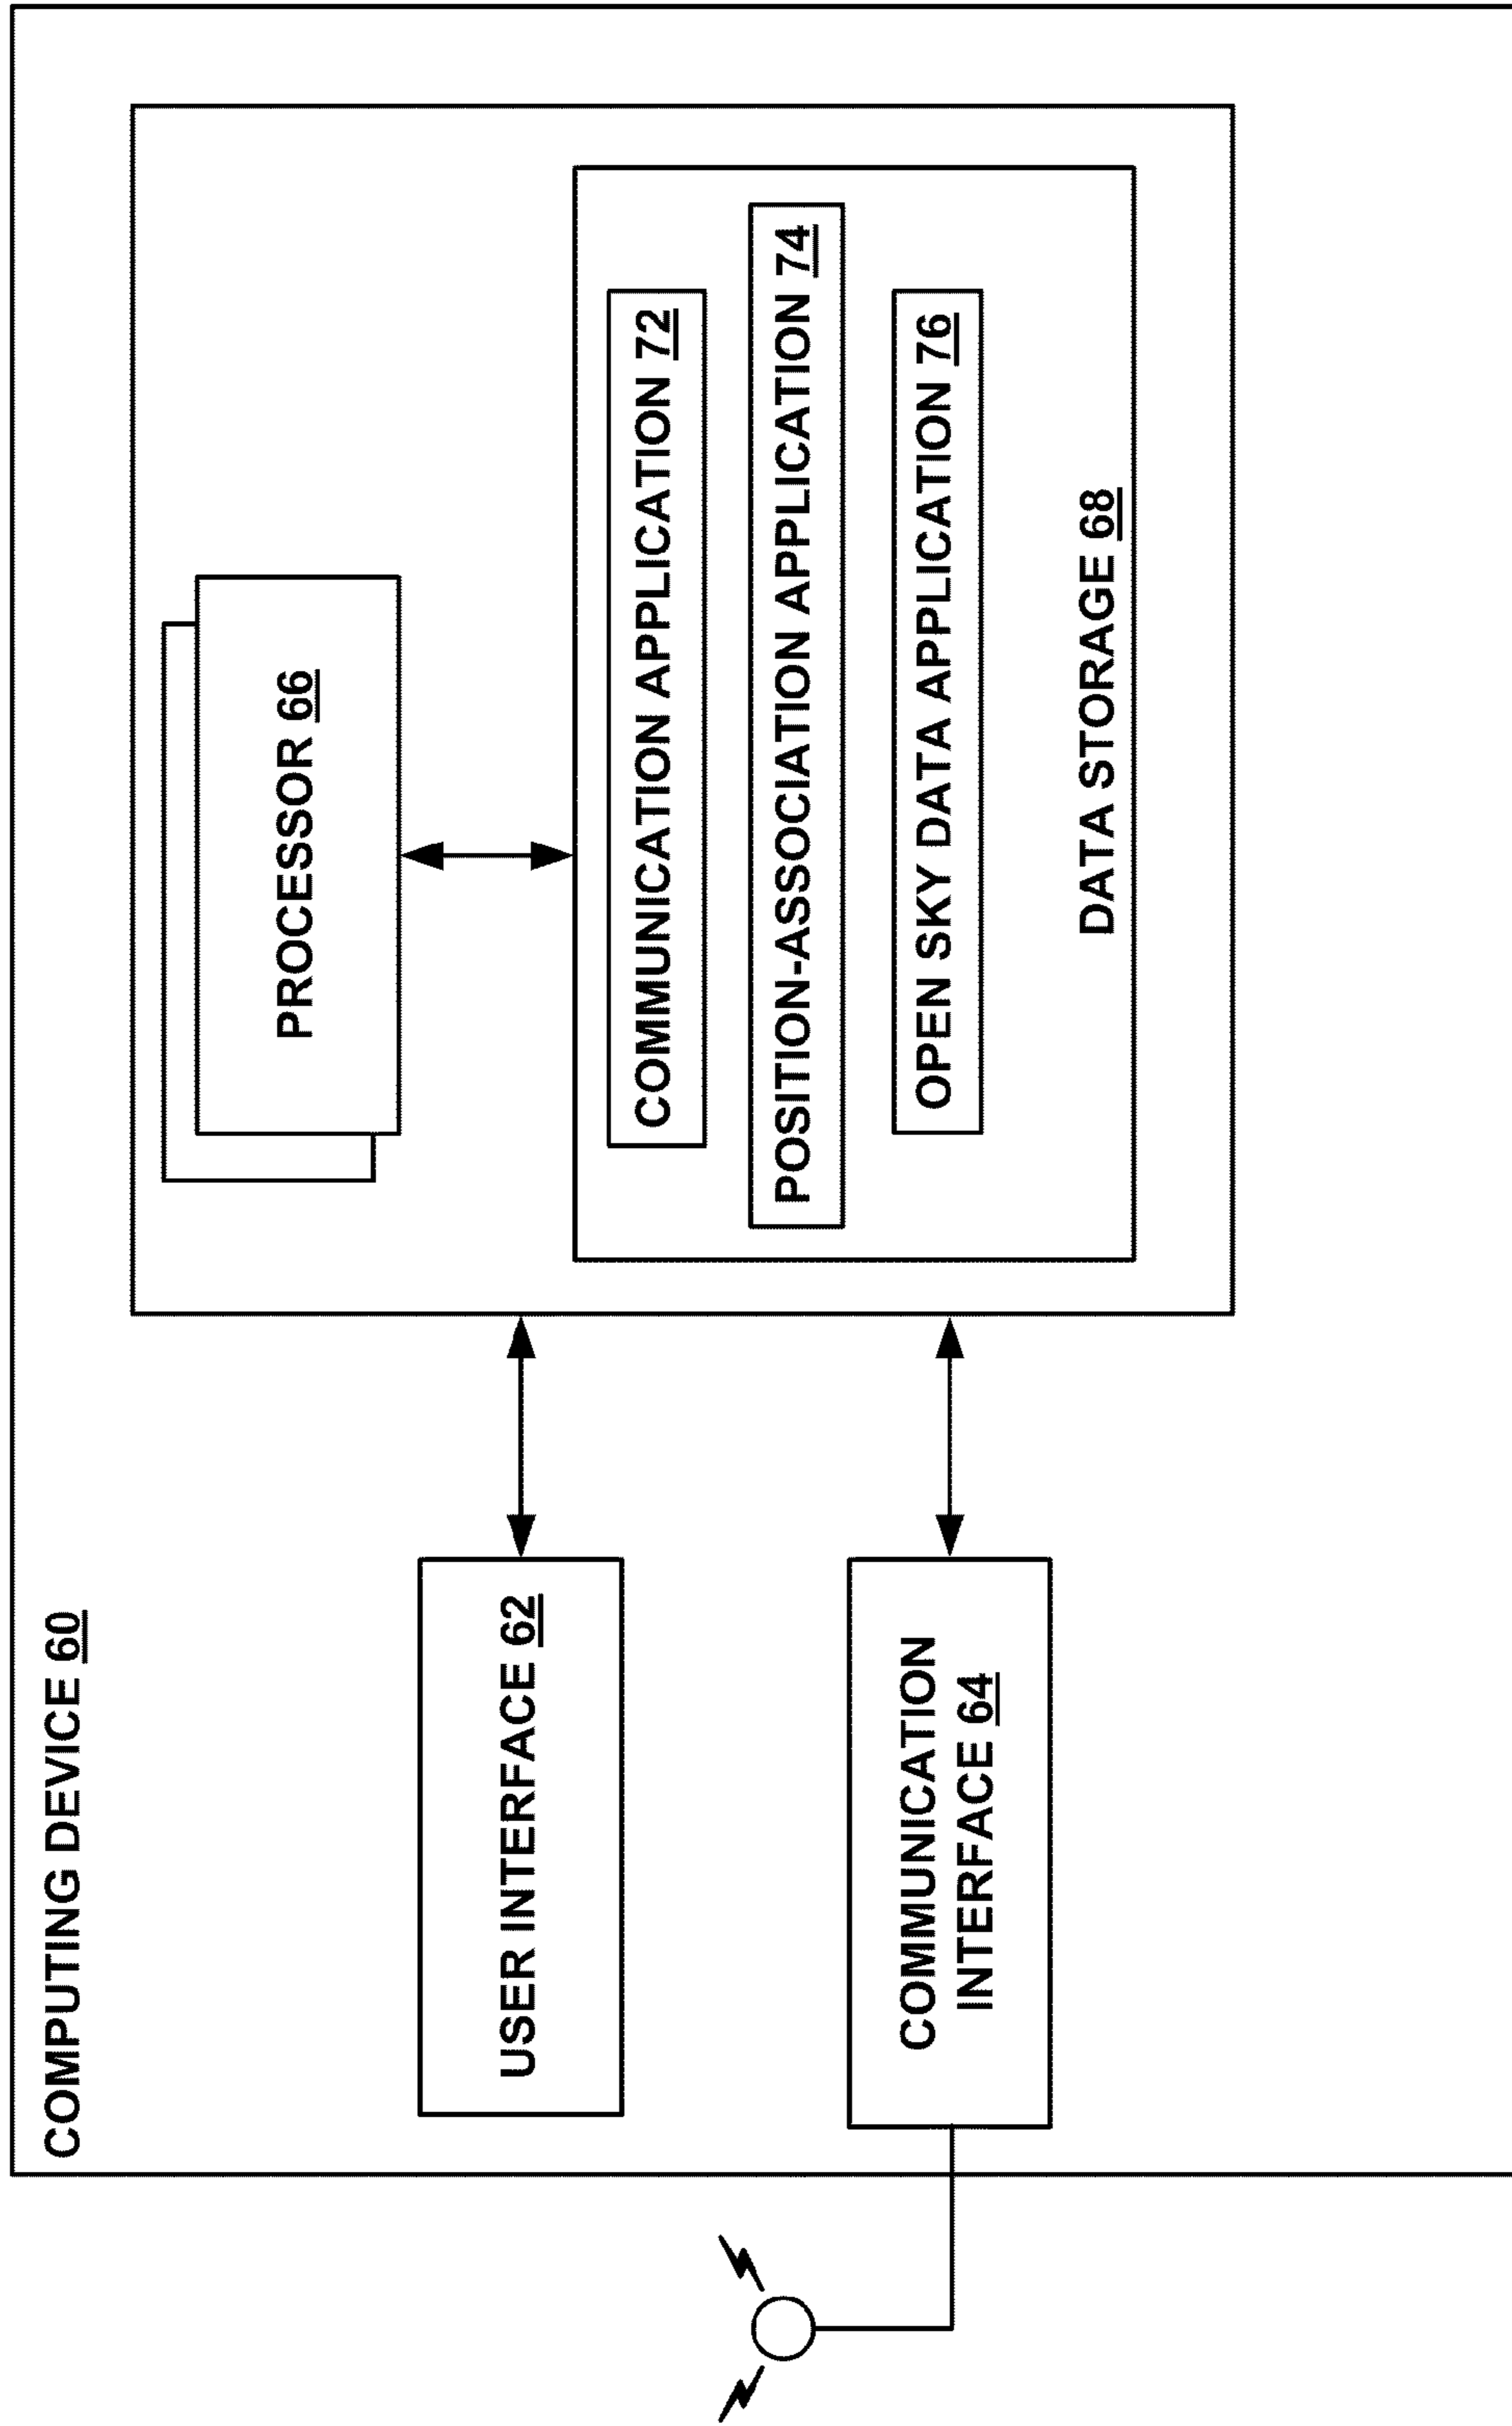 COMPUTING DEVICE 60
USER INTERFACE 62
COMMUNICATION
INTERFACE 64
PROCESSOR 66
COMMUNICATION APPLICATION 72
POSITION-ASSOCIATION APPLICATION 74
OPEN SKY DATA APPLICATION 76
DATA STORAGE 68